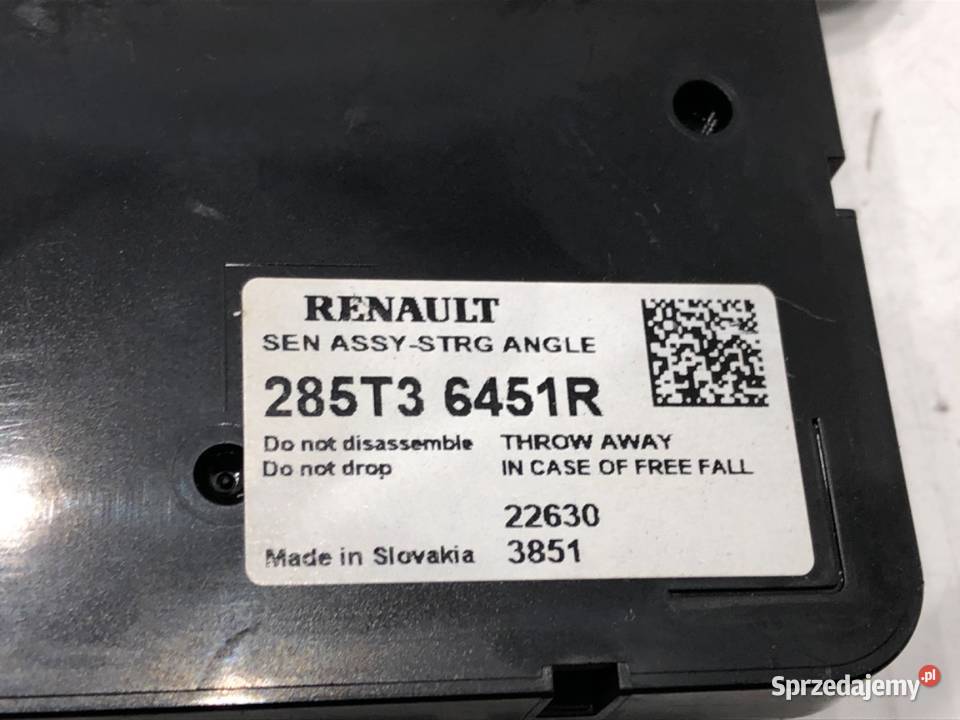 RENAULT
SEN ASSY-STRG ANGLE
285T3 6451R
Do not disassemble THROW AWAY
Do not drop IN CASE OF FREE FALL
22630
Made in Slovakia 3851
Sprzedajemy.pl